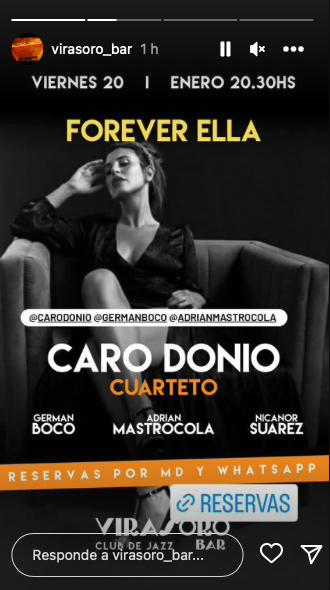 virasoro_bar 1 h
VIERNES 20 | ENERO 20.30HS
FOREVER ELLA
@CARODONIO @GERMANBOCO @ADRIANMASTROCOLA
CARO DONIO
CUARTETO
GERMAN BOCO
ADRIAN MASTROCOLA
NICANOR SUAREZ
RESERVAS POR MD Y WHATSAPP
RESERVAS
VIRASORO
CLUB DE JAZZ BAR
Responde a virasoro_bar...